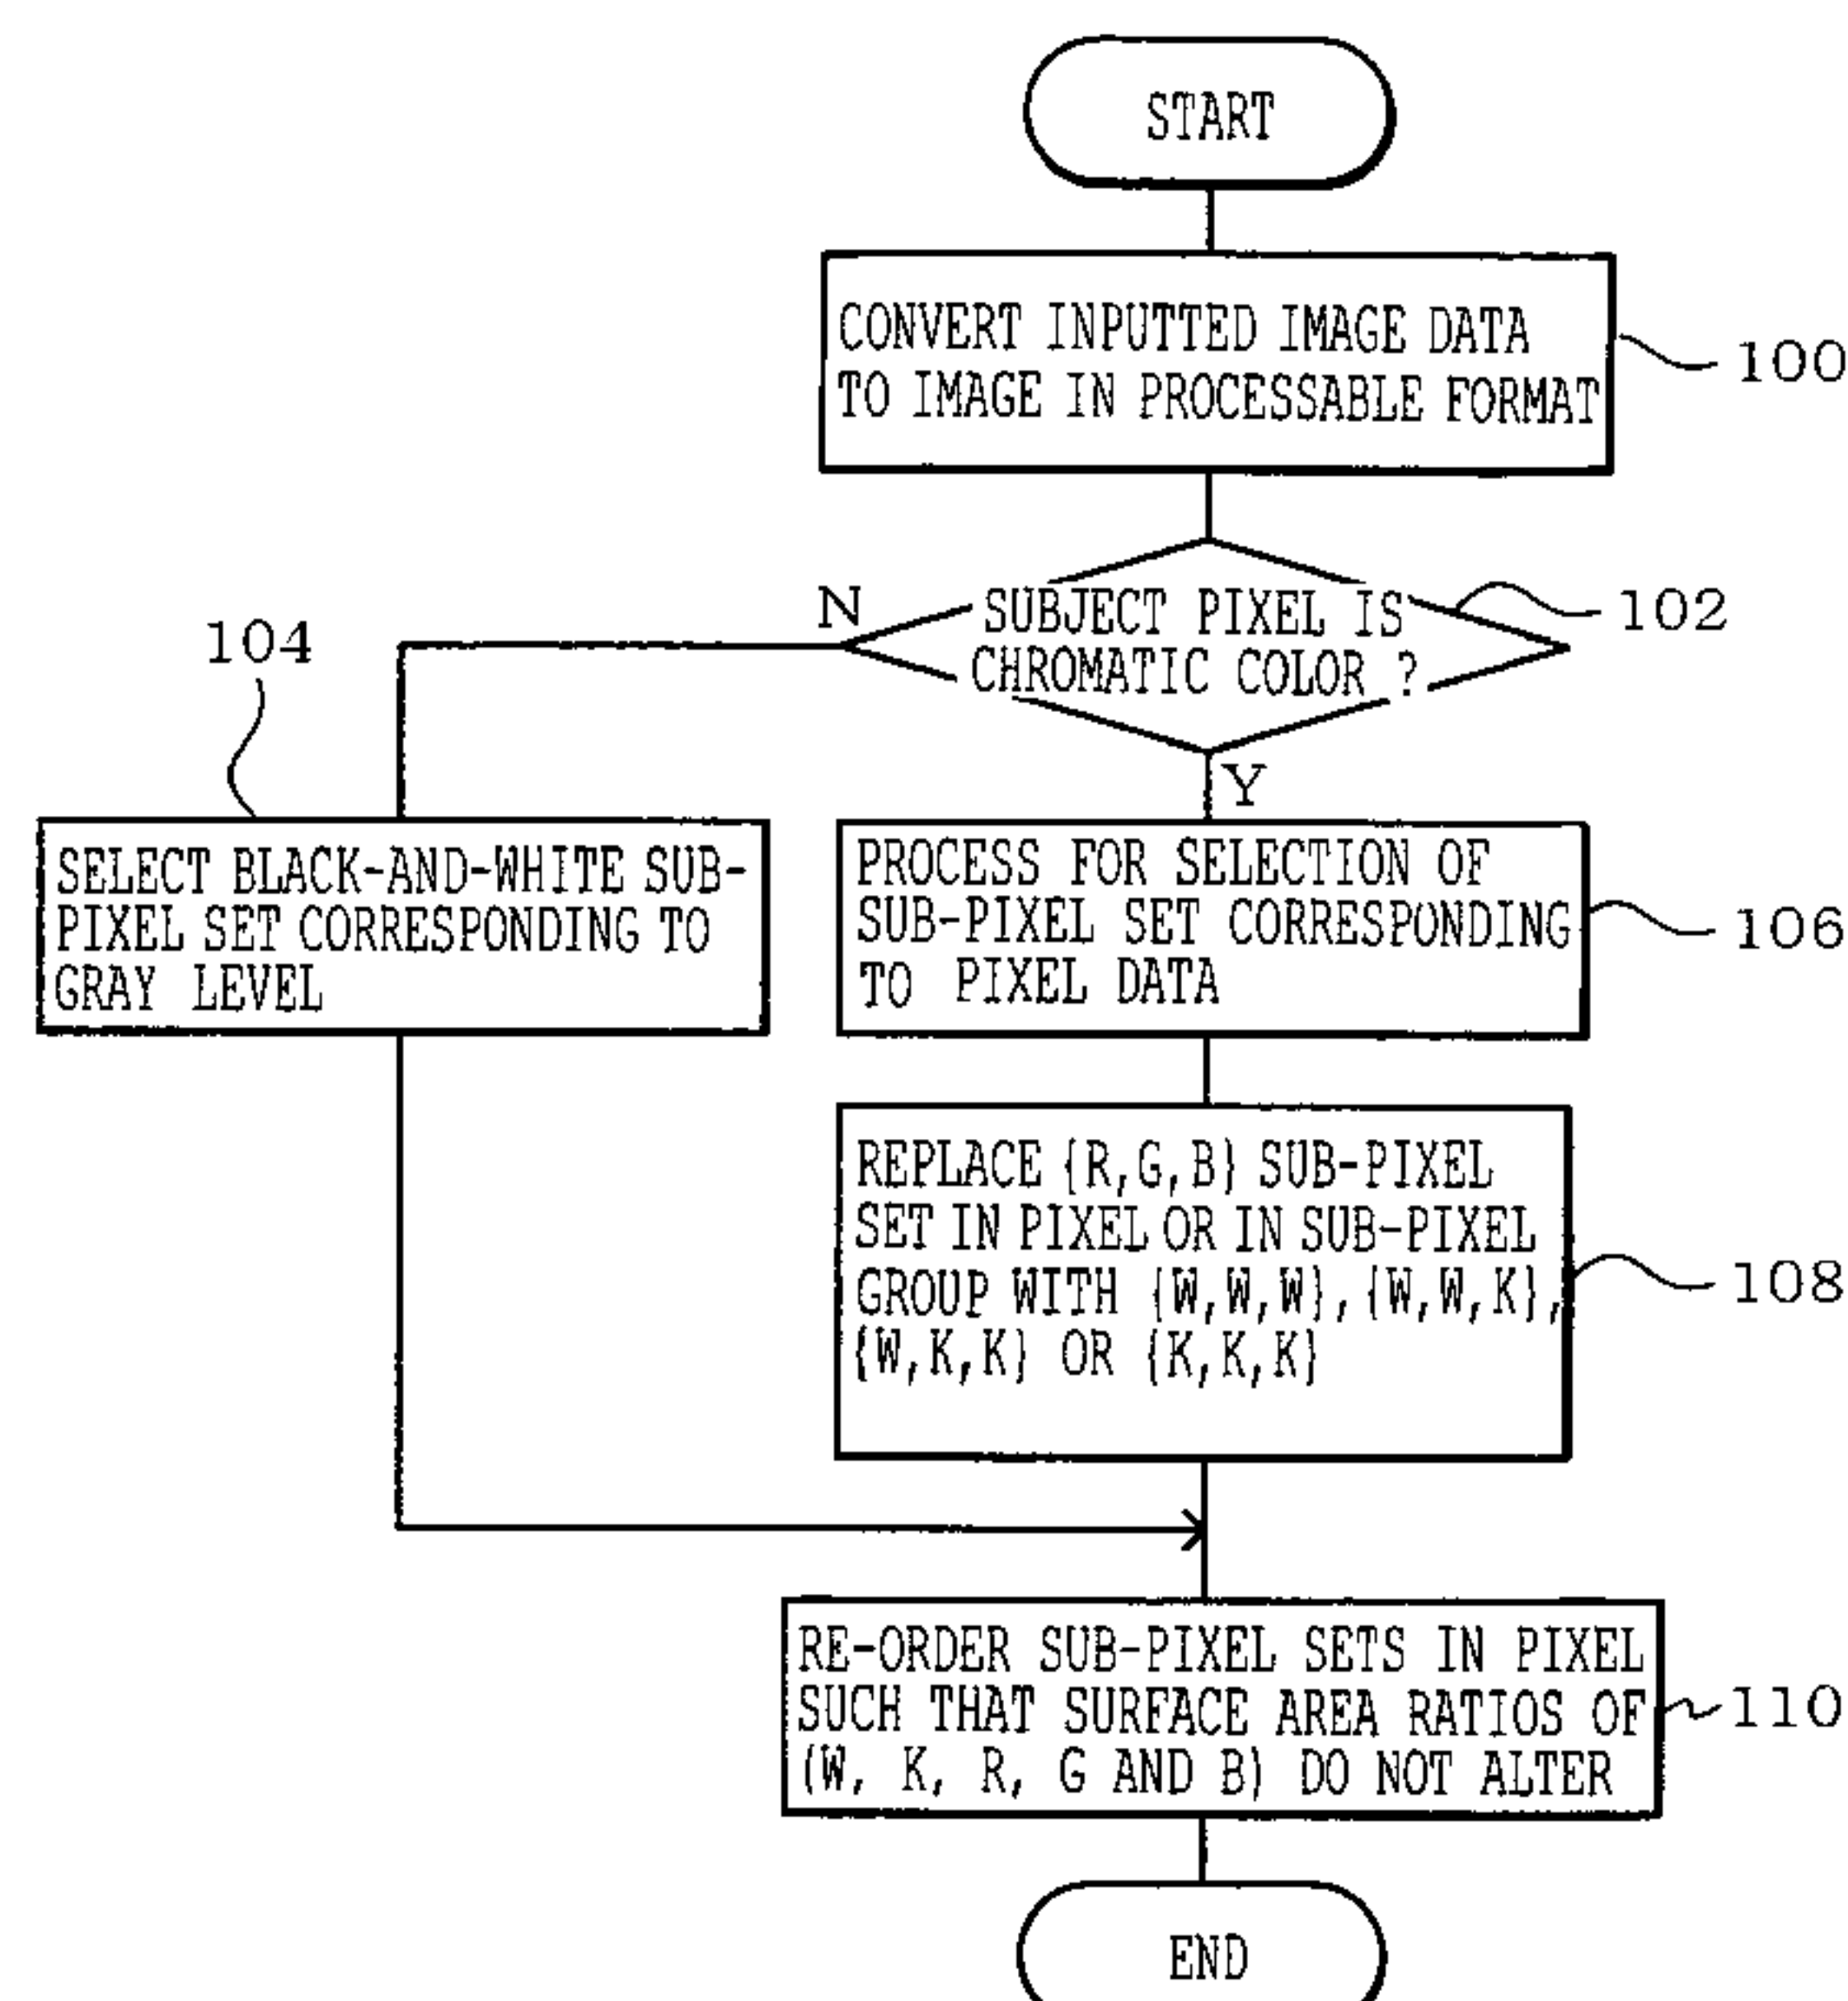 START
CONVERT INPUTTED IMAGE DATA
TO IMAGE IN PROCESSABLE FORMAT
100
N
SUBJECT PIXEL IS
CHROMATIC COLOR ?
102
104
Y
SELECT BLACK-AND-WHITE SUB-
PIXEL SET CORRESPONDING TO
GRAY LEVEL
PROCESS FOR SELECTION OF
SUB-PIXEL SET CORRESPONDING
TO PIXEL DATA
106
REPLACE {R,G,B} SUB-PIXEL
SET IN PIXEL OR IN SUB-PIXEL
GROUP WITH {W,W,W},{W,W,K},
{W,K,K} OR {K,K,K}
108
RE-ORDER SUB-PIXEL SETS IN PIXEL
SUCH THAT SURFACE AREA RATIOS OF
(W, K, R, G AND B) DO NOT ALTER
110
END